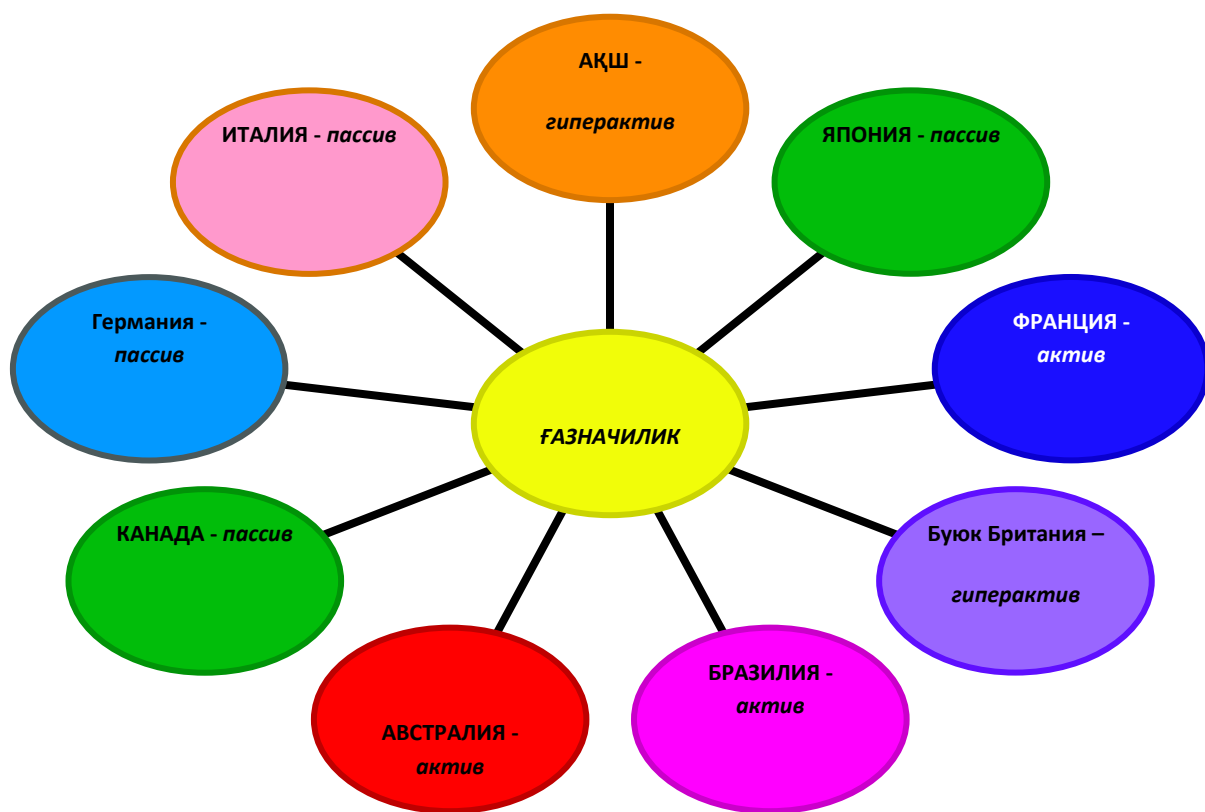 АҚШ -
гиперактив
ИТАЛИЯ - пассив
ЯПОНИЯ - пассив
Германия -
пассив
ФРАНЦИЯ -
актив
ҒАЗНАЧИЛИК
КАНАДА - пассив
Буюк Британия –
гиперактив
АВСТРАЛИЯ -
актив
БРАЗИЛИЯ -
актив